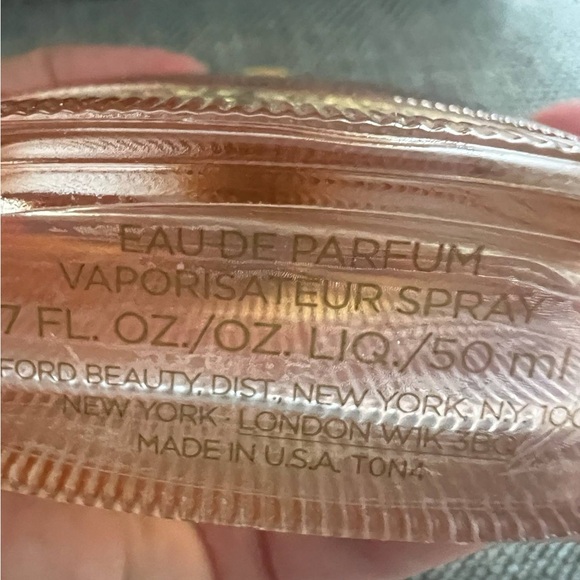 EAU DE PARFUM
VAPORISATEUR SPRAY
7 FL. OZ./OZ. LIQ./50 ml
FORD BEAUTY, DIST., NEW YORK, N.Y. 100
NEW YORK - LONDON W1K 3BQ
MADE IN U.S.A. T0N4